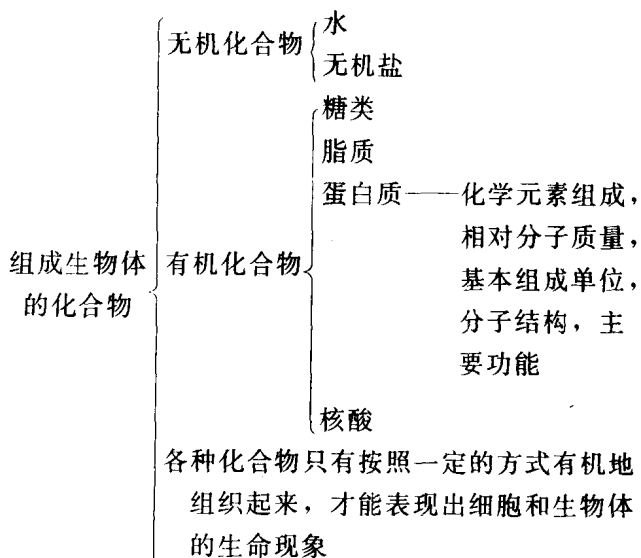 水
无机化合物
无机盐
糖类
脂质
蛋白质——化学元素组成，
相对分子质量，
组成生物体
有机化合物
基本组成单位，
的化合物
分子结构，主
要功能
核酸
各种化合物只有按照一定的方式有机地
组织起来，才能表现出细胞和生物体
的生命现象